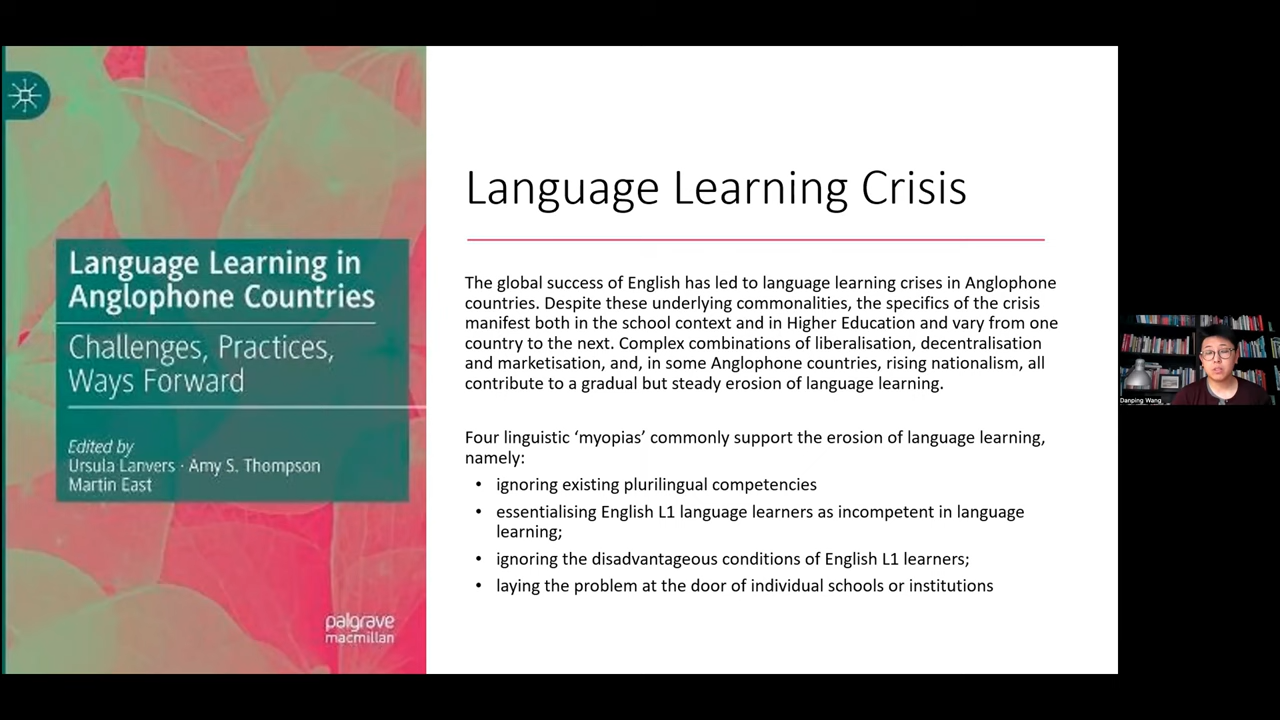 Language Learning in
Anglophone Countries
Challenges, Practices,
Ways Forward
Edited by
Ursula Lanvers · Amy S. Thompson
Martin East
palgrave
macmillan
Language Learning Crisis
The global success of English has led to language learning crises in Anglophone
countries. Despite these underlying commonalities, the specifics of the crisis
manifest both in the school context and in Higher Education and vary from one
country to the next. Complex combinations of liberalisation, decentralisation
and marketisation, and, in some Anglophone countries, rising nationalism, all
contribute to a gradual but steady erosion of language learning.
Four linguistic ‘myopias’ commonly support the erosion of language learning,
namely:
• ignoring existing plurilingual competencies
• essentialising English L1 language learners as incompetent in language
learning;
• ignoring the disadvantageous conditions of English L1 learners;
• laying the problem at the door of individual schools or institutions
Danping Wang